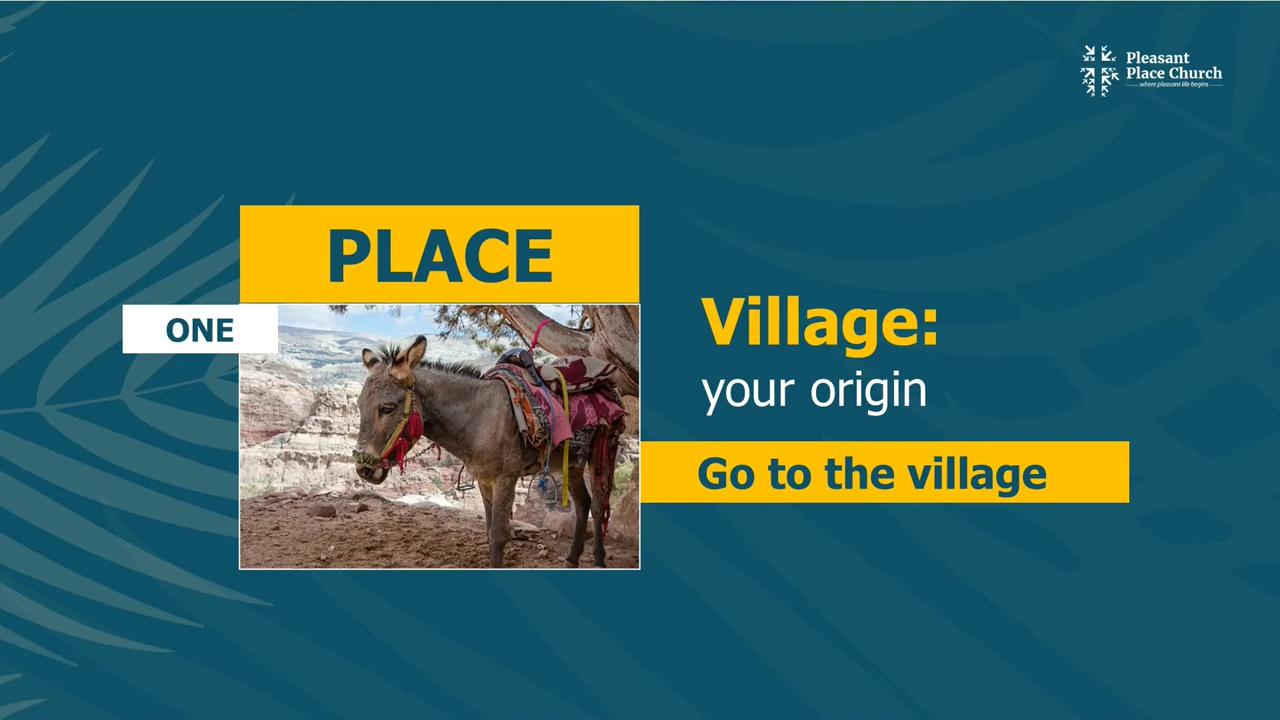 Pleasant
Place Church
where pleasant life begins
PLACE
ONE
Village:
your origin
Go to the village